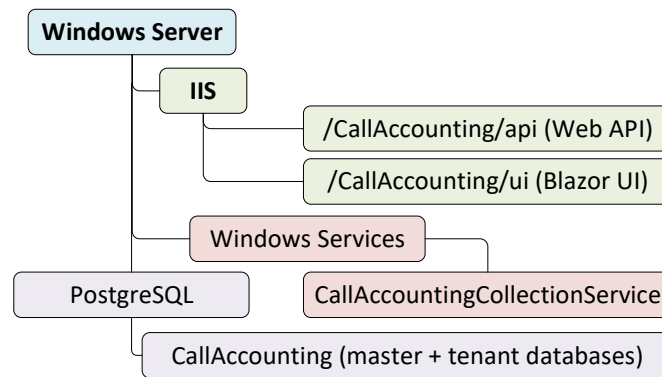 Windows Server
IIS
/CallAccounting/api (Web API)
/CallAccounting/ui (Blazor UI)
Windows Services
PostgreSQL
CallAccountingCollectionService
CallAccounting (master + tenant databases)